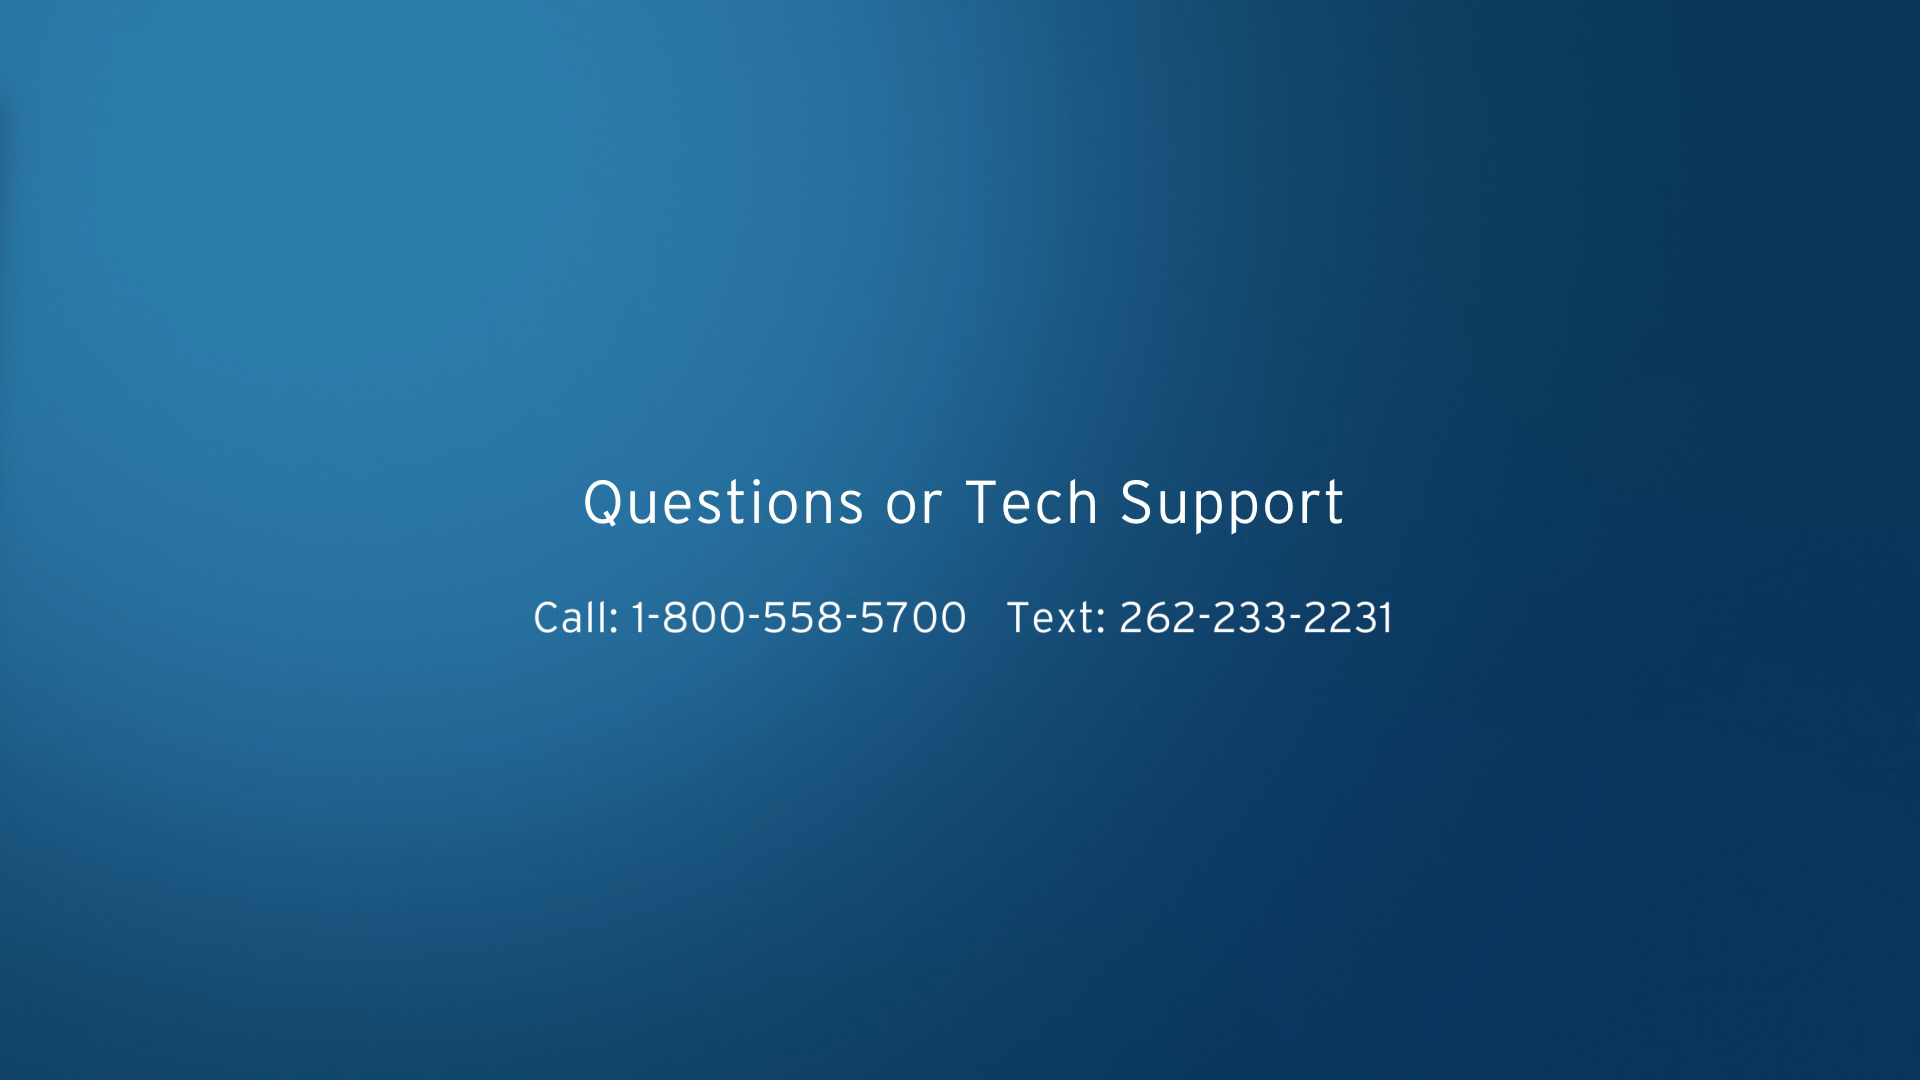 Questions or Tech Support
Call: 1-800-558-5700 Text: 262-233-2231